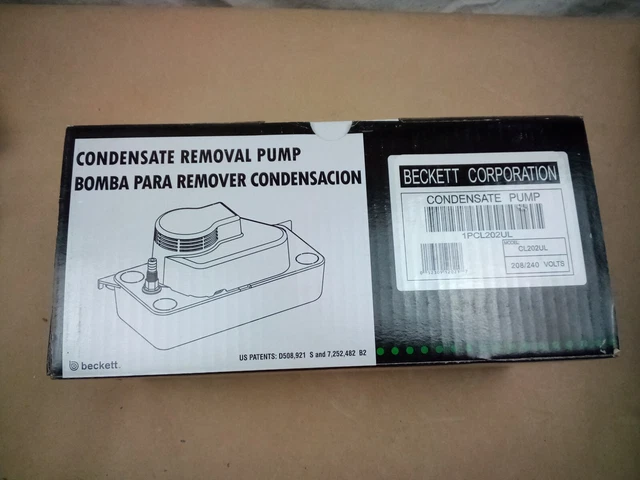 CONDENSATE REMOVAL PUMP
BOMBA PARA REMOVER CONDENSACION
US PATENTS: D508,921 S and 7,252,482 B2
beckett.
BECKETT CORPORATION
CONDENSATE PUMP
1PCL202UL
MODEL
CL202UL
208/240 VOLTS